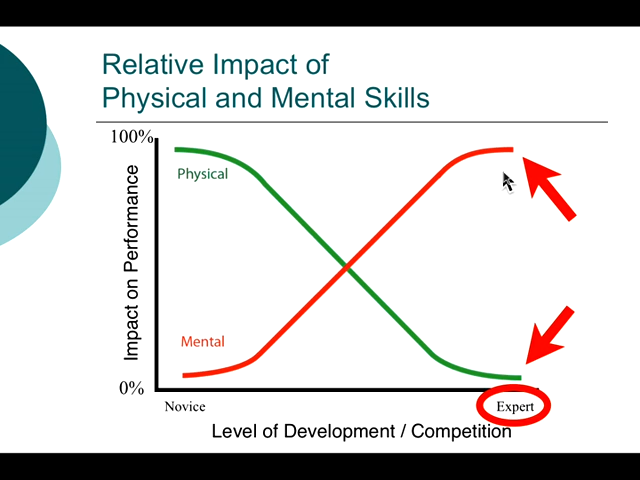 Relative Impact of
Physical and Mental Skills
100%
Physical
Impact on Performance
Mental
0%
Novice
Expert
Level of Development / Competition